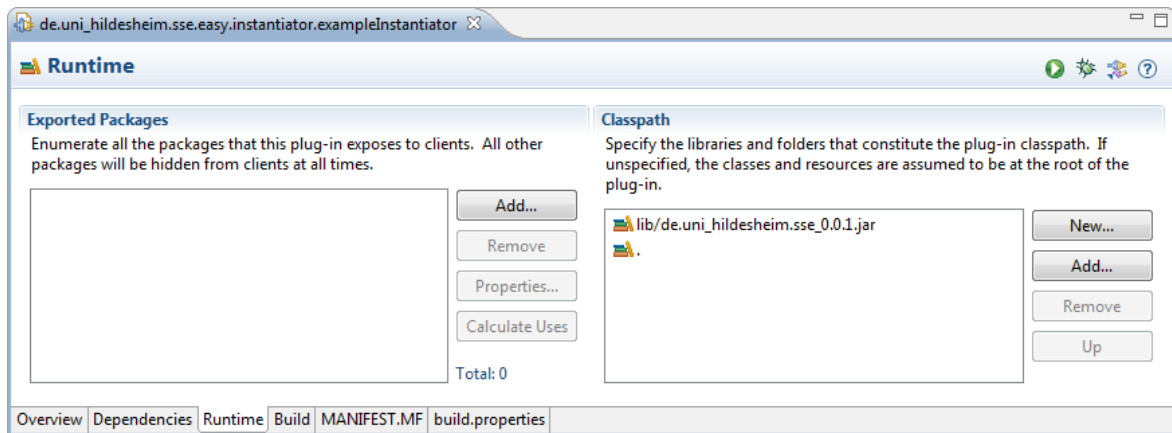 de.uni_hildesheim.sse.easy.instantiator.exampleInstantiator
Runtime
Exported Packages
Enumerate all the packages that this plug-in exposes to clients. All other
packages will be hidden from clients at all times.
Add...
Remove
Properties...
Calculate Uses
Total: 0
Classpath
Specify the libraries and folders that constitute the plug-in classpath. If
unspecified, the classes and resources are assumed to be at the root of the
plug-in.
lib/de.uni_hildesheim.sse_0.0.1.jar
.
New...
Add...
Remove
Up
Overview Dependencies Runtime Build MANIFEST.MF build.properties